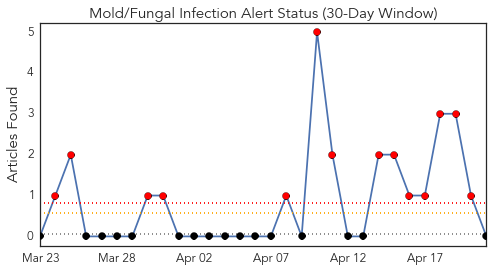 Mold/Fungal Infection Alert Status (30-Day Window)
Articles Found
5
4
3
2
1
0
Mar 23 Mar 28 Apr 02 Apr 07 Apr 12 Apr 17